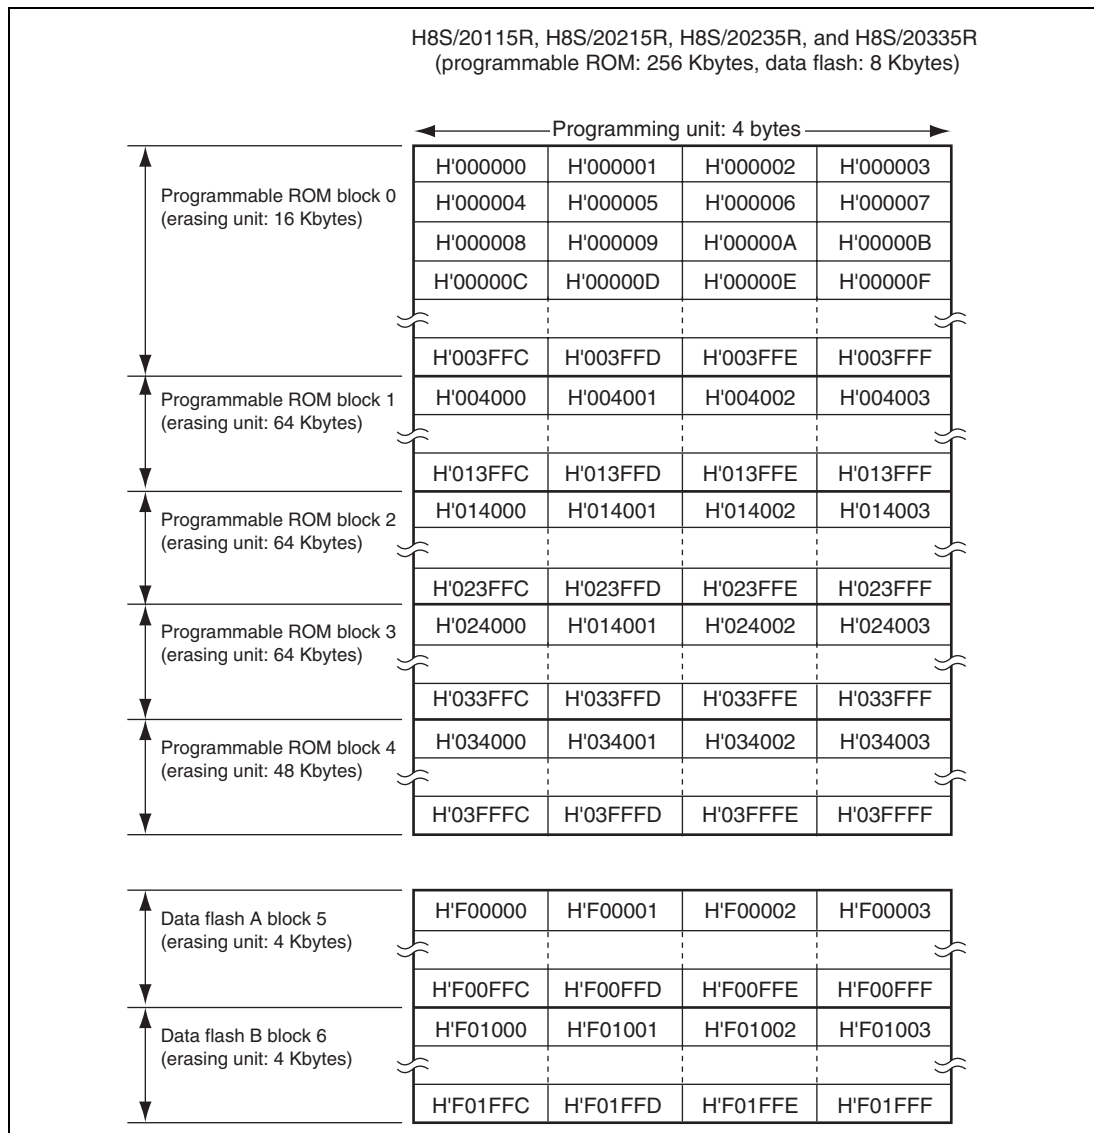 H8S/20115R, H8S/20215R, H8S/20235R, and H8S/20335R
(programmable ROM: 256 Kbytes, data flash: 8 Kbytes)
Programming unit: 4 bytes
Programmable ROM block 0
(erasing unit: 16 Kbytes)
H'000000 H'000001 H'000002 H'000003
H'000004 H'000005 H'000006 H'000007
H'000008 H'000009 H'00000A H'00000B
H'00000C H'00000D H'00000E H'00000F
H'003FFC H'003FFD H'003FFE H'003FFF
Programmable ROM block 1
(erasing unit: 64 Kbytes)
H'004000 H'004001 H'004002 H'004003
H'013FFC H'013FFD H'013FFE H'013FFF
Programmable ROM block 2
(erasing unit: 64 Kbytes)
H'014000 H'014001 H'014002 H'014003
H'023FFC H'023FFD H'023FFE H'023FFF
Programmable ROM block 3
(erasing unit: 64 Kbytes)
H'024000 H'014001 H'024002 H'024003
H'033FFC H'033FFD H'033FFE H'033FFF
Programmable ROM block 4
(erasing unit: 48 Kbytes)
H'034000 H'034001 H'034002 H'034003
H'03FFFC H'03FFFD H'03FFFE H'03FFFF
Data flash A block 5
(erasing unit: 4 Kbytes)
H'F00000 H'F00001 H'F00002 H'F00003
H'F00FFC H'F00FFD H'F00FFE H'F00FFF
Data flash B block 6
(erasing unit: 4 Kbytes)
H'F01000 H'F01001 H'F01002 H'F01003
H'F01FFC H'F01FFD H'F01FFE H'F01FFF